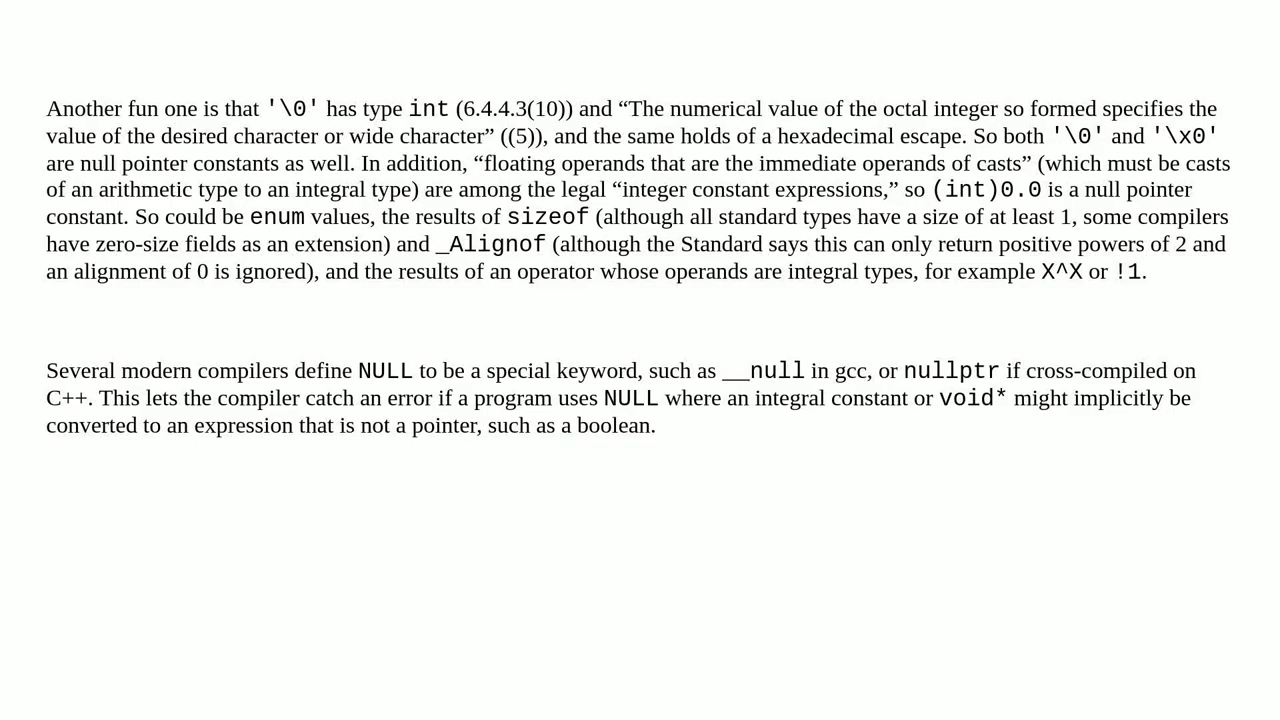 Another fun one is that '\0' has type int (6.4.4.3(10)) and “The numerical value of the octal integer so formed specifies the
value of the desired character or wide character” ((5)), and the same holds of a hexadecimal escape. So both '\0' and '\x0'
are null pointer constants as well. In addition, “floating operands that are the immediate operands of casts” (which must be casts
of an arithmetic type to an integral type) are among the legal “integer constant expressions,” so (int)0.0 is a null pointer
constant. So could be enum values, the results of sizeof (although all standard types have a size of at least 1, some compilers
have zero-size fields as an extension) and _Alignof (although the Standard says this can only return positive powers of 2 and
an alignment of 0 is ignored), and the results of an operator whose operands are integral types, for example X^X or !1.
Several modern compilers define NULL to be a special keyword, such as __null in gcc, or nullptr if cross-compiled on
C++. This lets the compiler catch an error if a program uses NULL where an integral constant or void* might implicitly be
converted to an expression that is not a pointer, such as a boolean.